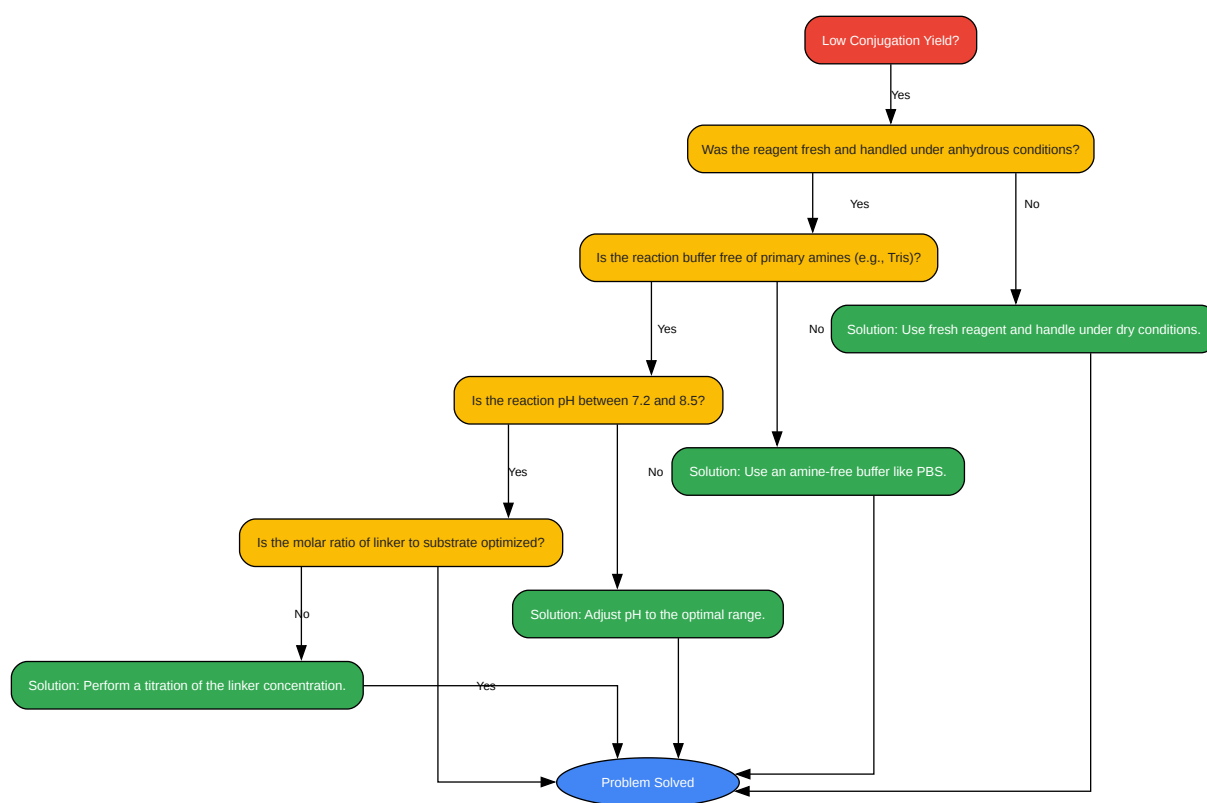 Low Conjugation Yield?
Yes
Was the reagent fresh and handled under anhydrous conditions?
Yes
No
Is the reaction buffer free of primary amines (e.g., Tris)?
Yes
No
Solution: Use fresh reagent and handle under dry conditions.
Is the reaction pH between 7.2 and 8.5?
Yes
No
Solution: Use an amine-free buffer like PBS.
Is the molar ratio of linker to substrate optimized?
No
Solution: Adjust pH to the optimal range.
Solution: Perform a titration of the linker concentration.
Yes
Problem Solved